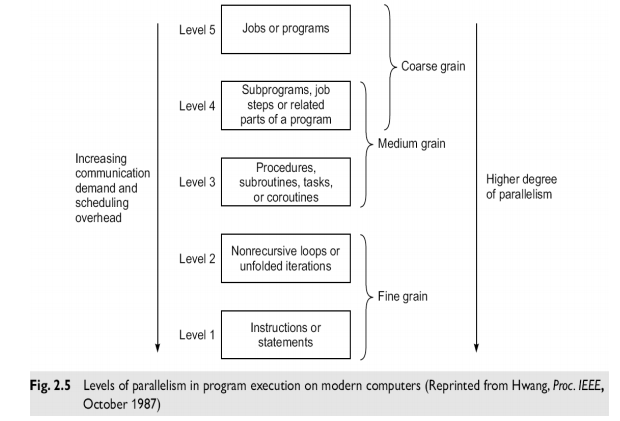 Level 5
Jobs or programs
Coarse grain
Level 4
Subprograms, job
steps or related
parts of a program
Medium grain
Increasing
communication
demand and
scheduling
overhead
Level 3
Procedures,
subroutines, tasks,
or coroutines
Higher degree
of parallelism
Level 2
Nonrecursive loops or
unfolded iterations
Fine grain
Level 1
Instructions or
statements
Fig. 2.5 Levels of parallelism in program execution on modern computers (Reprinted from Hwang, Proc. IEEE,
October 1987)